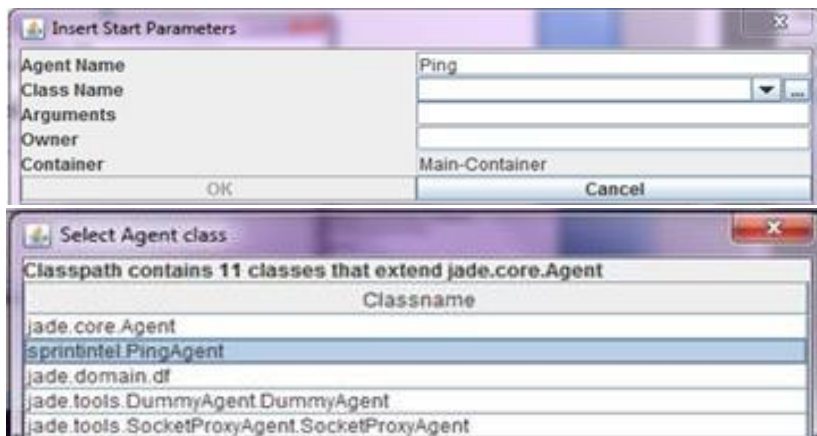 Insert Start Parameters
Agent Name Ping
Class Name ...
Arguments
Owner
Container Main-Container
OK Cancel
Select Agent class
Classpath contains 11 classes that extend jade.core.Agent
Classname
jade.core.Agent
sprintintel.PingAgent
jade.domain.df
jade.tools.DummyAgent.DummyAgent
jade.tools.SocketProxyAgent.SocketProxyAgent